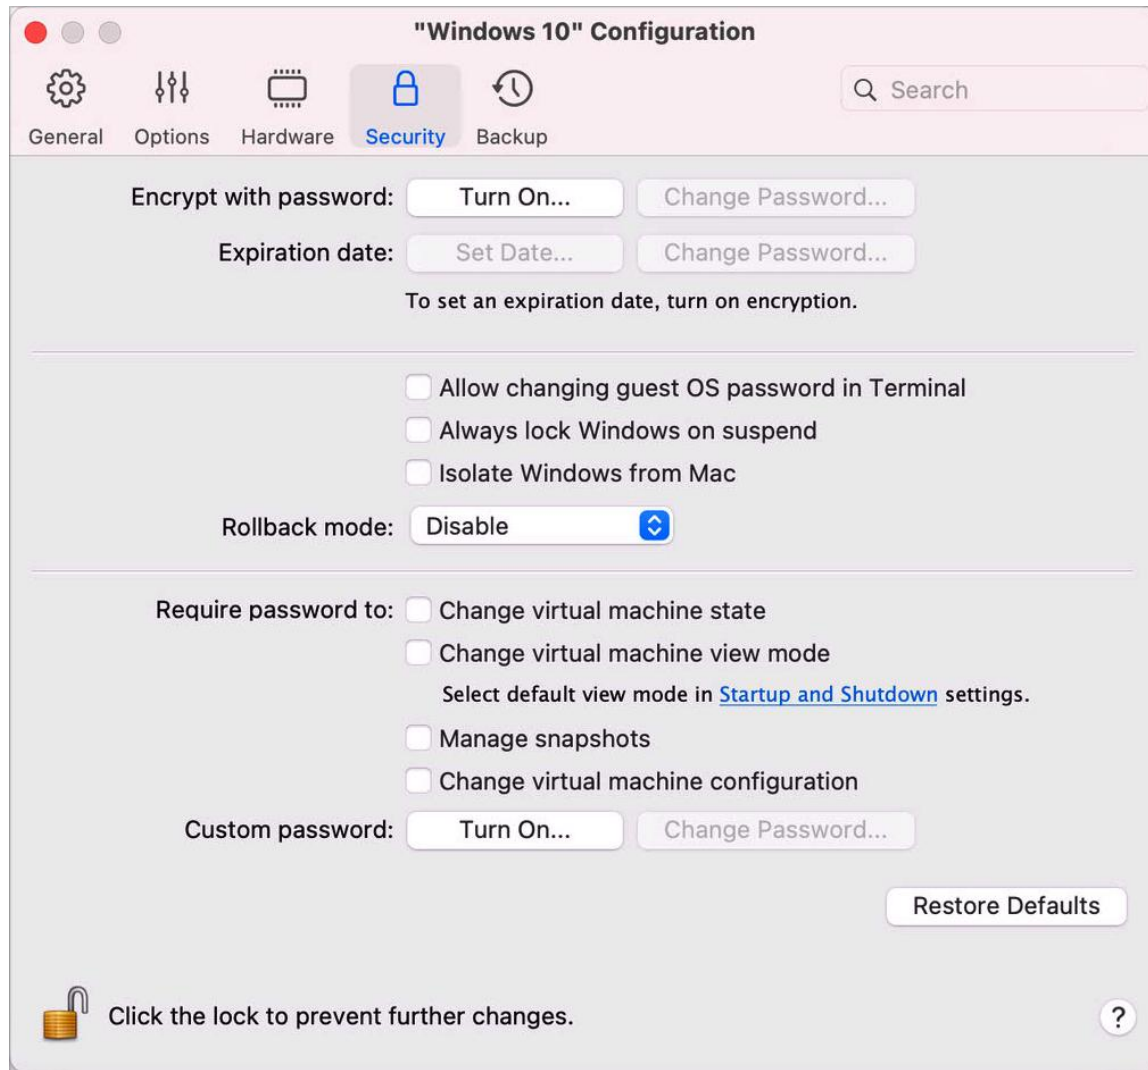 "Windows 10" Configuration
General Options Hardware Security Backup Search
Encrypt with password: Turn On... Change Password...
Expiration date: Set Date... Change Password...
To set an expiration date, turn on encryption.
Allow changing guest OS password in Terminal
Always lock Windows on suspend
Isolate Windows from Mac
Rollback mode: Disable
Require password to: Change virtual machine state
Change virtual machine view mode
Select default view mode in Startup and Shutdown settings.
Manage snapshots
Change virtual machine configuration
Custom password: Turn On... Change Password...
Restore Defaults
Click the lock to prevent further changes. ?